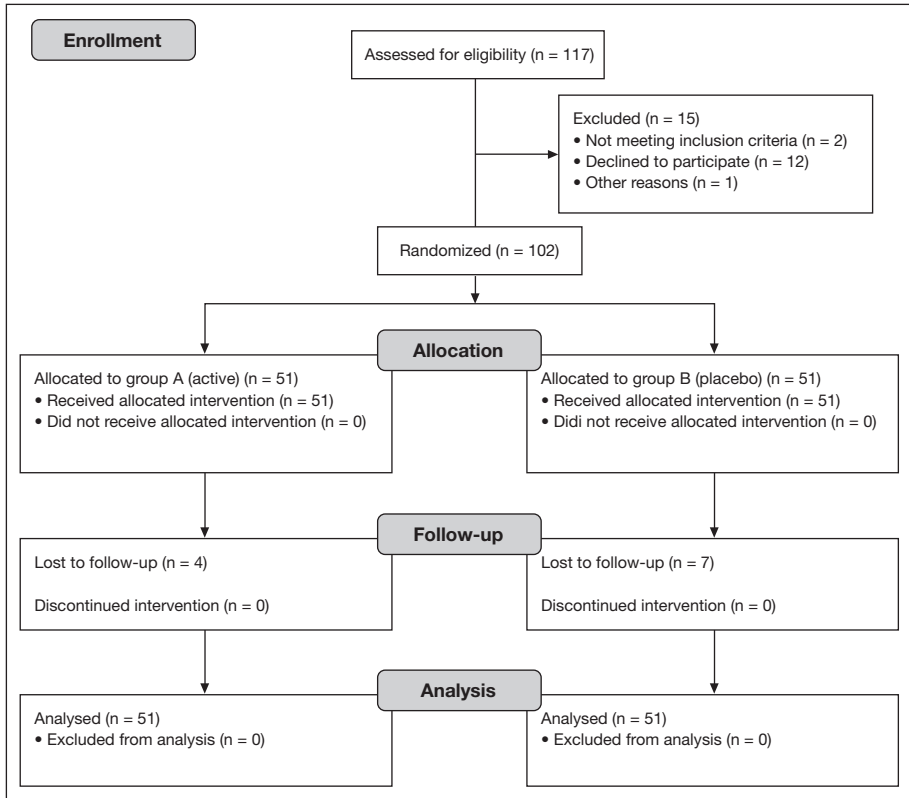 Enrollment
Assessed for eligibility (n = 117)
Excluded (n = 15)
• Not meeting inclusion criteria (n = 2)
• Declined to participate (n = 12)
• Other reasons (n = 1)
Randomized (n = 102)
Allocation
Allocated to group A (active) (n = 51)
• Received allocated intervention (n = 51)
• Did not receive allocated intervention (n = 0)
Allocated to group B (placebo) (n = 51)
• Received allocated intervention (n = 51)
• Didi not receive allocated intervention (n = 0)
Follow-up
Lost to follow-up (n = 4)
Discontinued intervention (n = 0)
Lost to follow-up (n = 7)
Discontinued intervention (n = 0)
Analysis
Analysed (n = 51)
• Excluded from analysis (n = 0)
Analysed (n = 51)
• Excluded from analysis (n = 0)